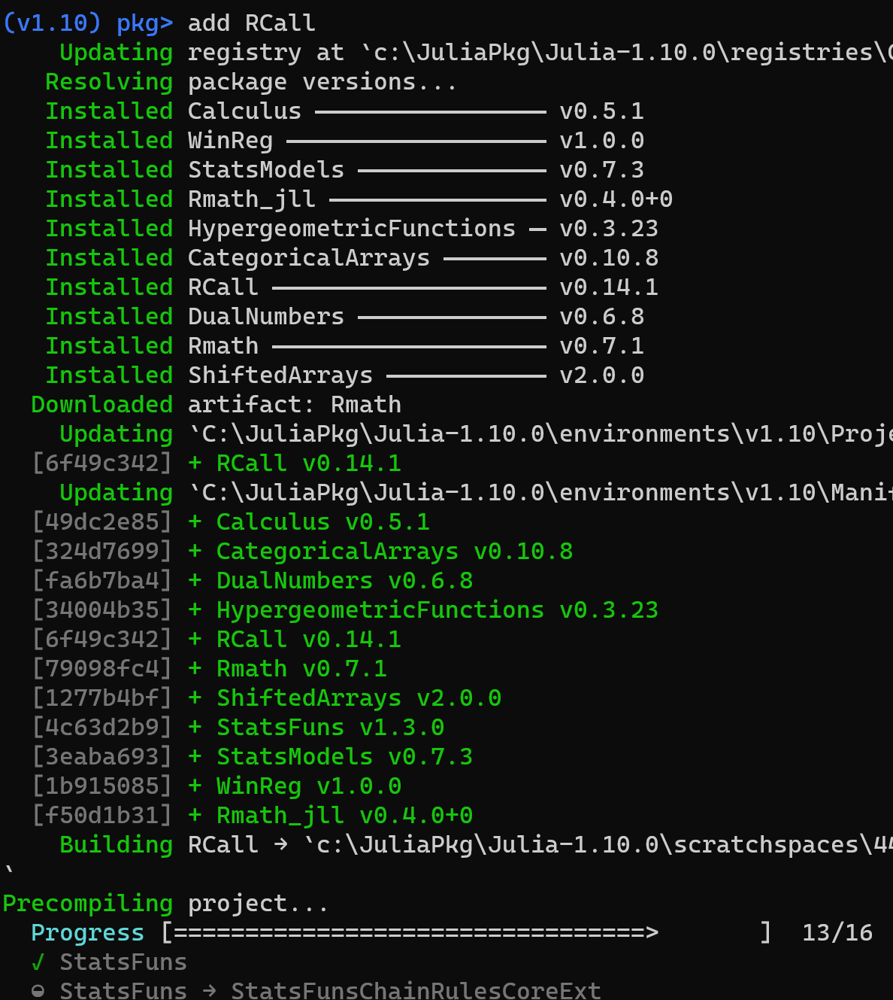 (v1.10) pkg> add RCall
Updating registry at `c:\JuliaPkg\Julia-1.10.0\registries\
Resolving package versions...
Installed Calculus ──────────────── v0.5.1
Installed WinReg ────────────────── v1.0.0
Installed StatsModels ───────────── v0.7.3
Installed Rmath_jll ─────────────── v0.4.0+0
Installed HypergeometricFunctions ─ v0.3.23
Installed CategoricalArrays ─────── v0.10.8
Installed RCall ─────────────────── v0.14.1
Installed DualNumbers ───────────── v0.6.8
Installed Rmath ─────────────────── v0.7.1
Installed ShiftedArrays ─────────── v2.0.0
Downloaded artifact: Rmath
Updating `C:\JuliaPkg\Julia-1.10.0\environments\v1.10\Proje
[6f49c342] + RCall v0.14.1
Updating `C:\JuliaPkg\Julia-1.10.0\environments\v1.10\Manif
[49dc2e85] + Calculus v0.5.1
[324d7699] + CategoricalArrays v0.10.8
[fa6b7ba4] + DualNumbers v0.6.8
[34004b35] + HypergeometricFunctions v0.3.23
[6f49c342] + RCall v0.14.1
[79098fc4] + Rmath v0.7.1
[1277b4bf] + ShiftedArrays v2.0.0
[4c63d2b9] + StatsFuns v1.3.0
[3eaba693] + StatsModels v0.7.3
[1b915085] + WinReg v1.0.0
[f50d1b31] + Rmath_jll v0.4.0+0
Building RCall → `c:\JuliaPkg\Julia-1.10.0\scratchspaces\44
`
Precompiling project...
Progress [=================================>       ]  13/16
✓ StatsFuns
◒ StatsFuns → StatsFunsChainRulesCoreExt